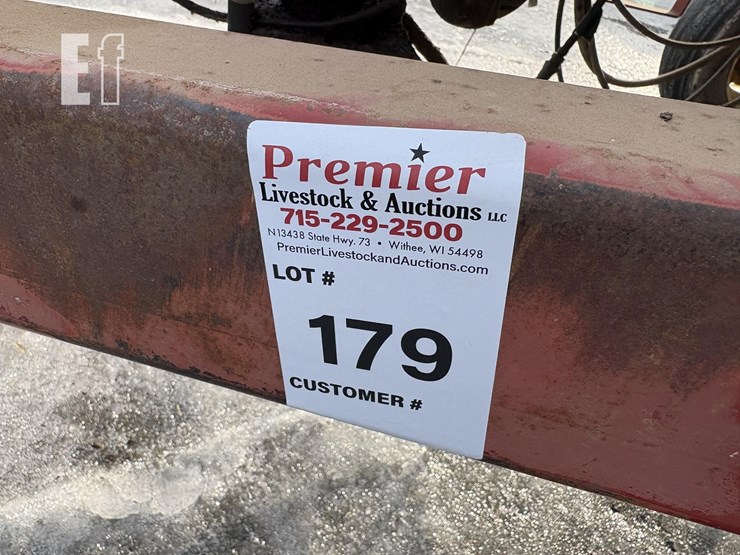 Ef
Premier
Livestock & Auctions LLC
715-229-2500
N13438 State Hwy. 73 • Withee, WI 54498
PremierLivestockandAuctions.com
LOT #
179
CUSTOMER #